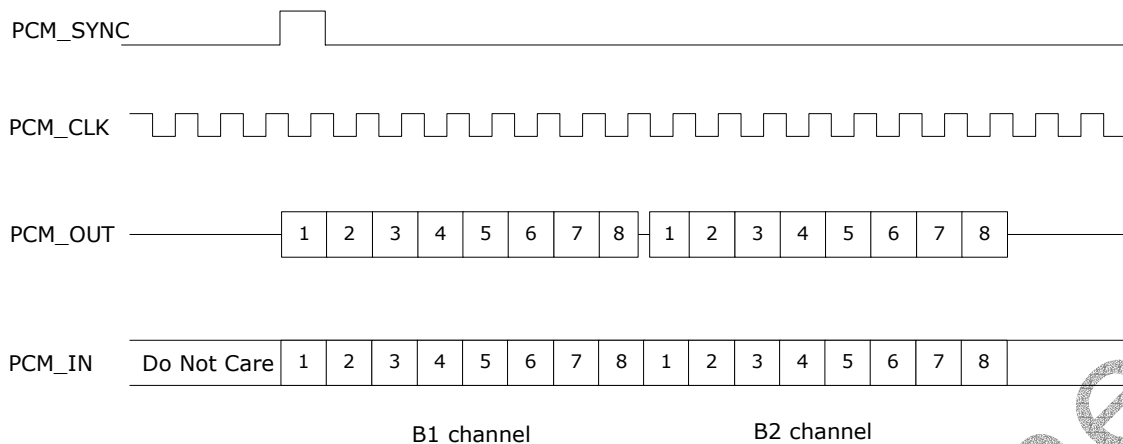 PCM_SYNC
PCM_CLK
PCM_OUT 1 2 3 4 5 6 7 8 1 2 3 4 5 6 7 8
PCM_IN Do Not Care 1 2 3 4 5 6 7 8 1 2 3 4 5 6 7 8
B1 channel B2 channel